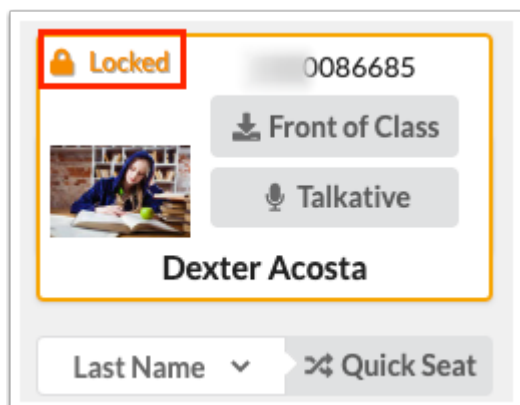 Locked
0086685
Front of Class
Talkative
Dexter Acosta
Last Name
Quick Seat